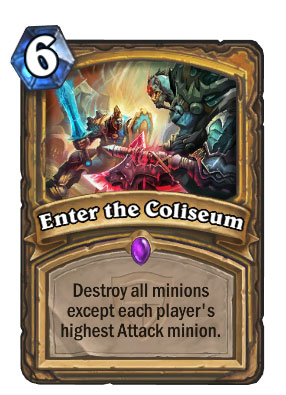 6
Enter the Coliseum
Destroy all minions
except each player's
highest Attack minion.